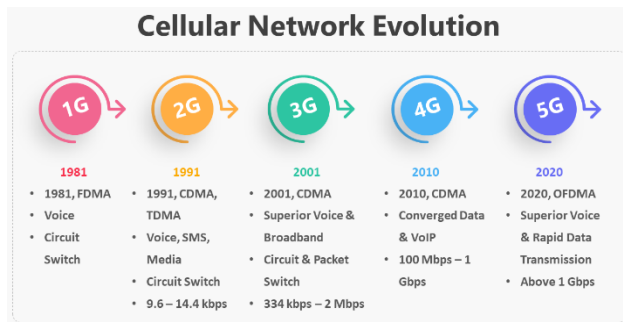 Cellular Network Evolution
1G
2G
3G
4G
5G
1981
• 1981, FDMA
• Voice
• Circuit
Switch
1991
• 1991, CDMA,
TDMA
• Voice, SMS,
Media
• Circuit Switch
• 9.6 – 14.4 kbps
2001
• 2001, CDMA
• Superior Voice &
Broadband
• Circuit & Packet
Switch
• 334 kbps – 2 Mbps
2010
• 2010, CDMA
• Converged Data
& VoIP
• 100 Mbps – 1
Gbps
2020
• 2020, OFDMA
• Superior Voice
& Rapid Data
Transmission
• Above 1 Gbps